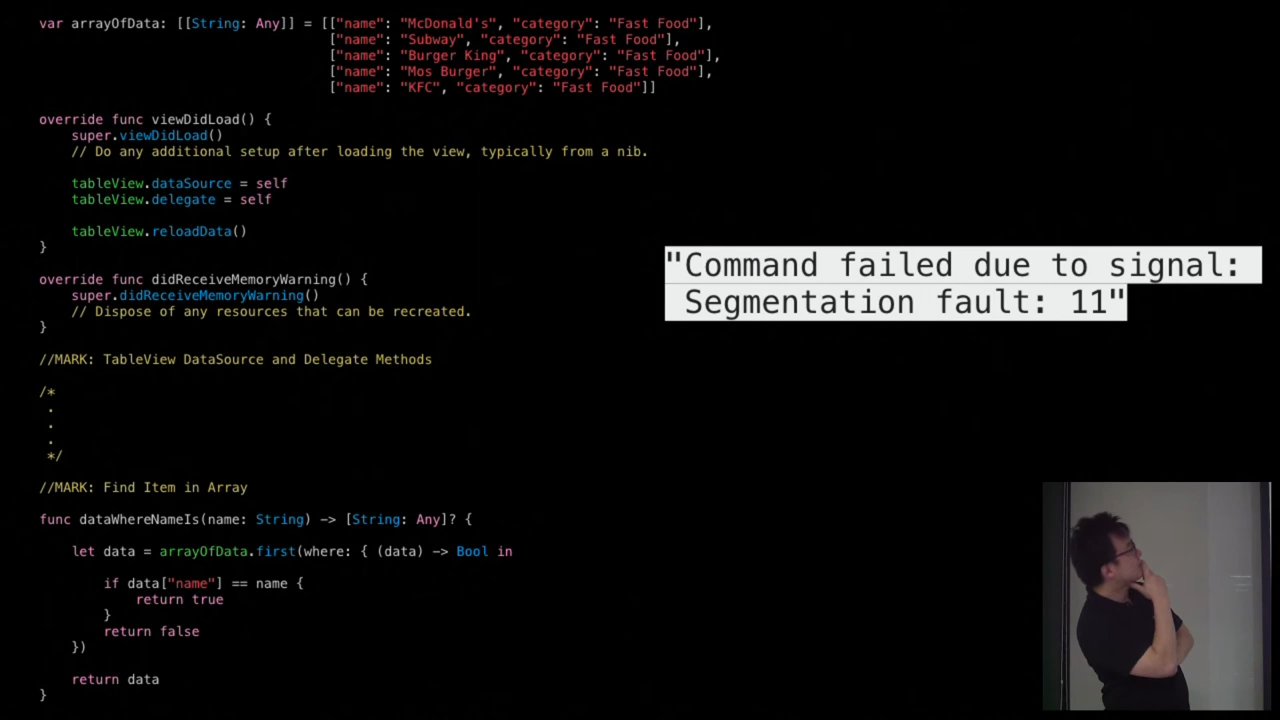 var arrayOfData: [[String: Any]] = [["name": "McDonald's", "category": "Fast Food"],
["name": "Subway", "category": "Fast Food"],
["name": "Burger King", "category": "Fast Food"],
["name": "Mos Burger", "category": "Fast Food"],
["name": "KFC", "category": "Fast Food"]]
override func viewDidLoad() {
super.viewDidLoad()
// Do any additional setup after loading the view, typically from a nib.
tableView.dataSource = self
tableView.delegate = self
tableView.reloadData()
}
override func didReceiveMemoryWarning() {
super.didReceiveMemoryWarning()
// Dispose of any resources that can be recreated.
}
//MARK: TableView DataSource and Delegate Methods
/*
.
.
.
*/
//MARK: Find Item in Array
func dataWhereNameIs(name: String) -> [String: Any]? {
let data = arrayOfData.first(where: { (data) -> Bool in
if data["name"] == name {
return true
}
return false
})
return data
}
"Command failed due to signal:
Segmentation fault: 11"